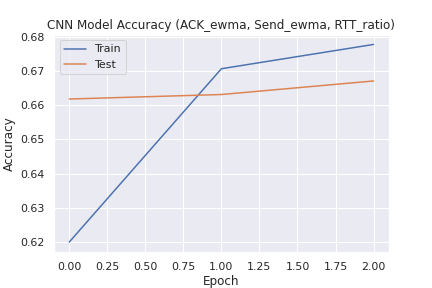 CNN Model Accuracy (ACK_ewma, Send_ewma, RTT_ratio)
Train
Test
Accuracy
0.68
0.67
0.66
0.65
0.64
0.63
0.62
0.00 0.25 0.50 0.75 1.00 1.25 1.50 1.75 2.00
Epoch